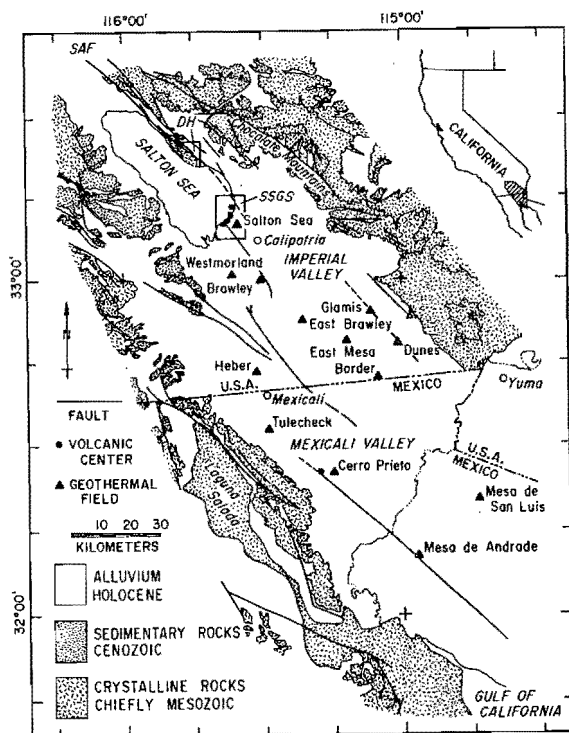 116°00'
115°00'
SAF
DH
Chocolate Mountains
CALIFORNIA
SALTON SEA
SSGS
Salton Sea
Calipatria
33°00'
Westmorland
IMPERIAL
VALLEY
Brawley
Glamis
East Brawley
N
Dunes
East Mesa
Border
Heber
U.S.A.
MEXICO
Yuma
Mexicali
FAULT
Tulecheck
VOLCANIC
CENTER
MEXICALI VALLEY
U.S.A.
MEXICO
Cerro Prieto
GEOTHERMAL
FIELD
Laguna
Salada
Mesa de
San Luis
10 20 30
KILOMETERS
Mesa de Andrade
ALLUVIUM
HOLOCENE
32°00'
SEDIMENTARY ROCKS
CENOZOIC
CRYSTALLINE ROCKS
CHIEFLY MESOZOIC
GULF OF
CALIFORNIA